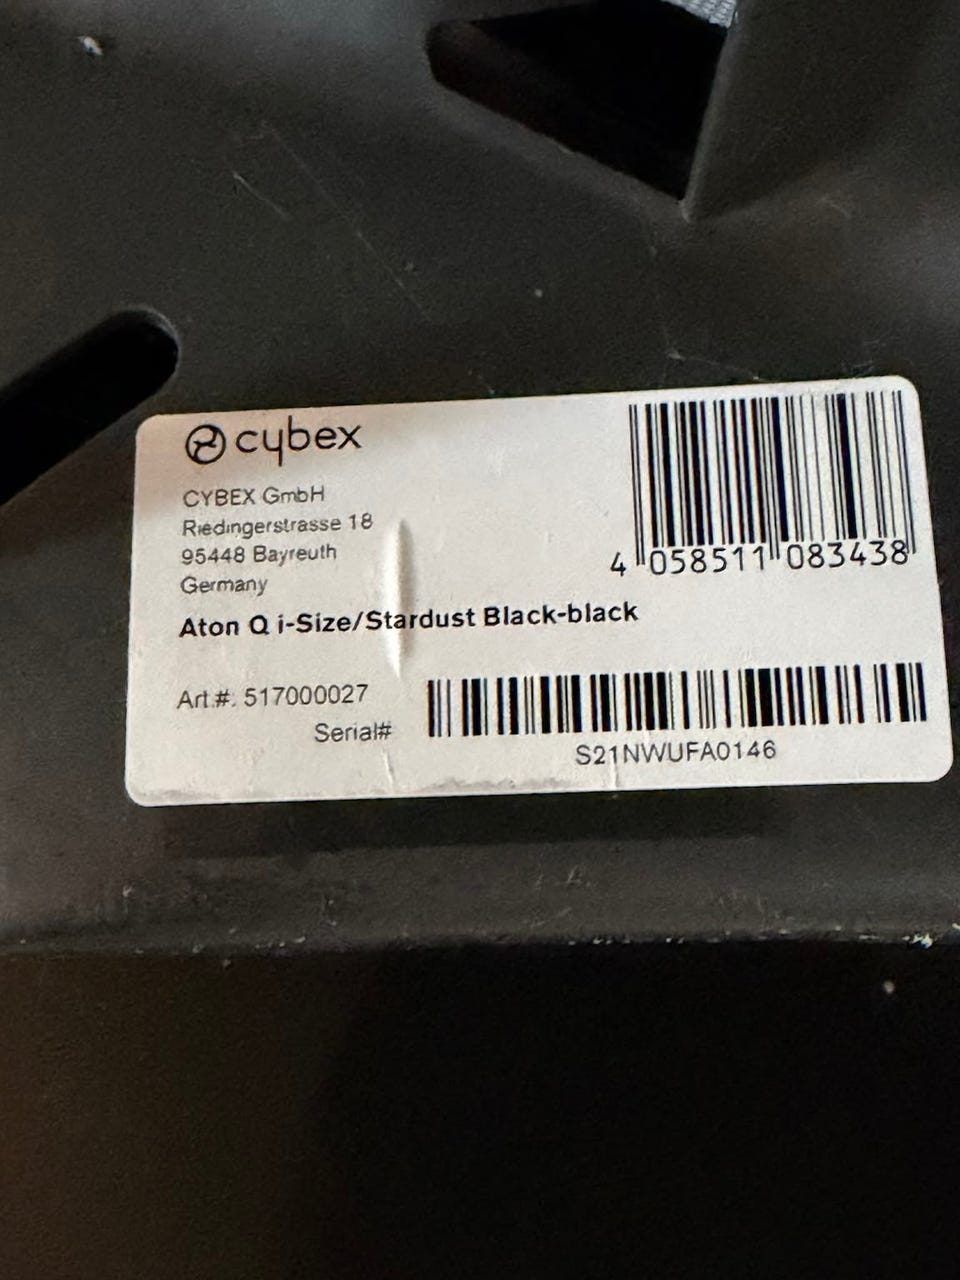 cybex
CYBEX GmbH
Riedingerstrasse 18
95448 Bayreuth
Germany
4 058511 083438
Aton Q i-Size/Stardust Black-black
Art.#. 517000027
Serial#
S21NWUFA0146